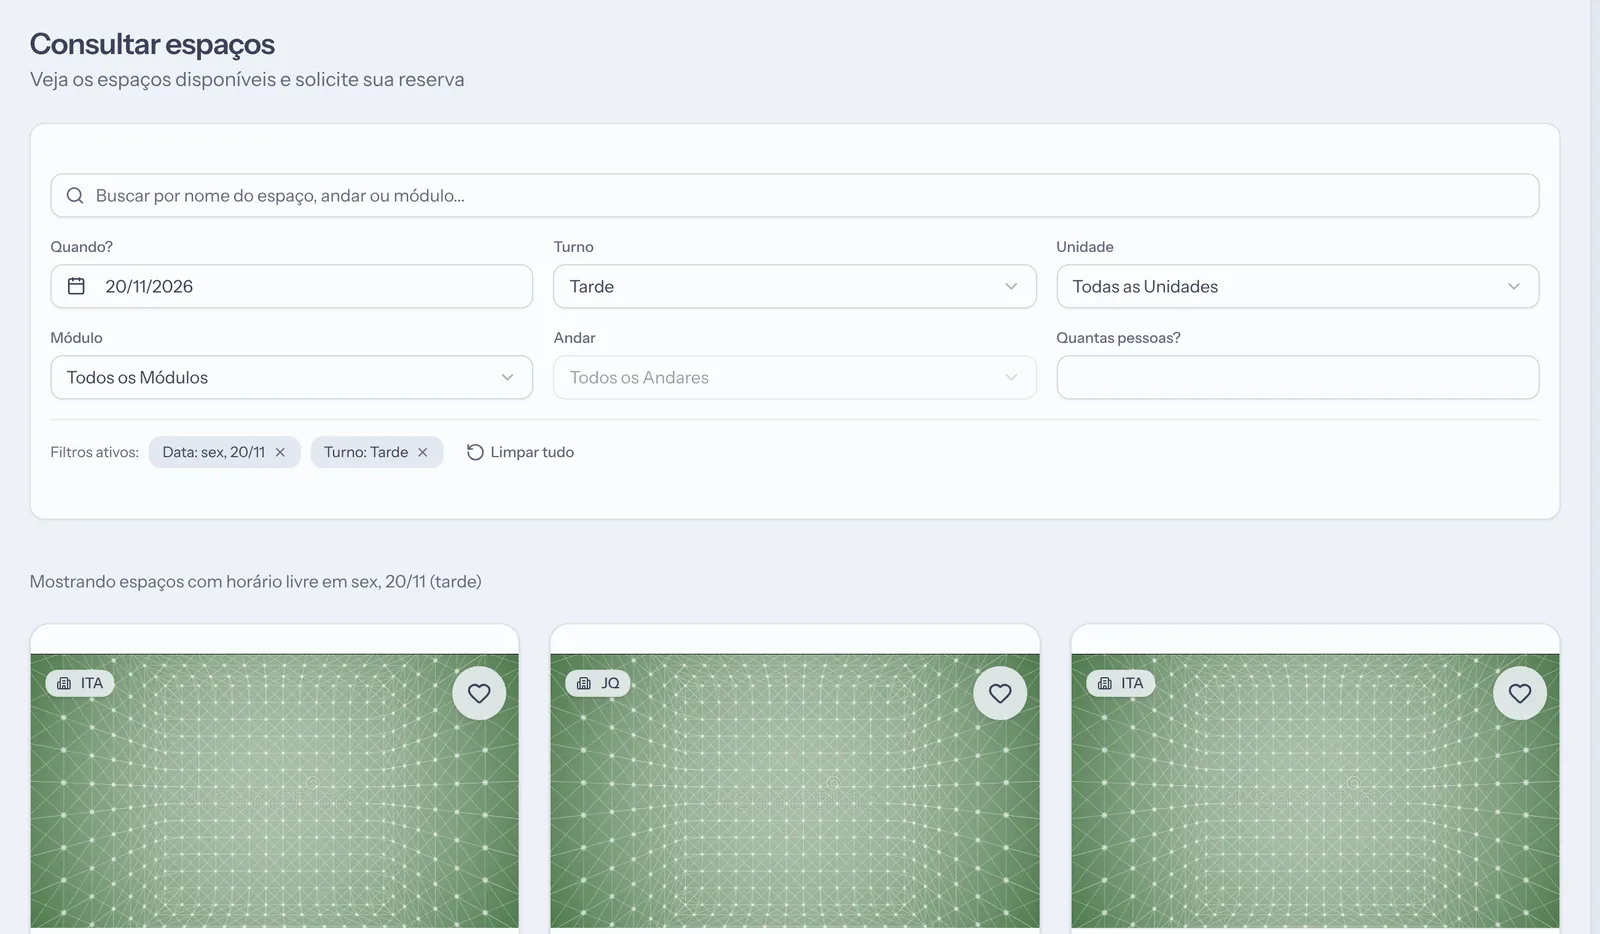 Consultar espaços
Veja os espaços disponíveis e solicite sua reserva
Buscar por nome do espaço, andar ou módulo...
Quando?
Turno
Unidade
20/11/2026
Tarde
Todas as Unidades
Módulo
Andar
Quantas pessoas?
Todos os Módulos
Todos os Andares
Filtros ativos: Data: sex, 20/11 Turno: Tarde Limpar tudo
Mostrando espaços com horário livre em sex, 20/11 (tarde)
ITA
JQ
ITA